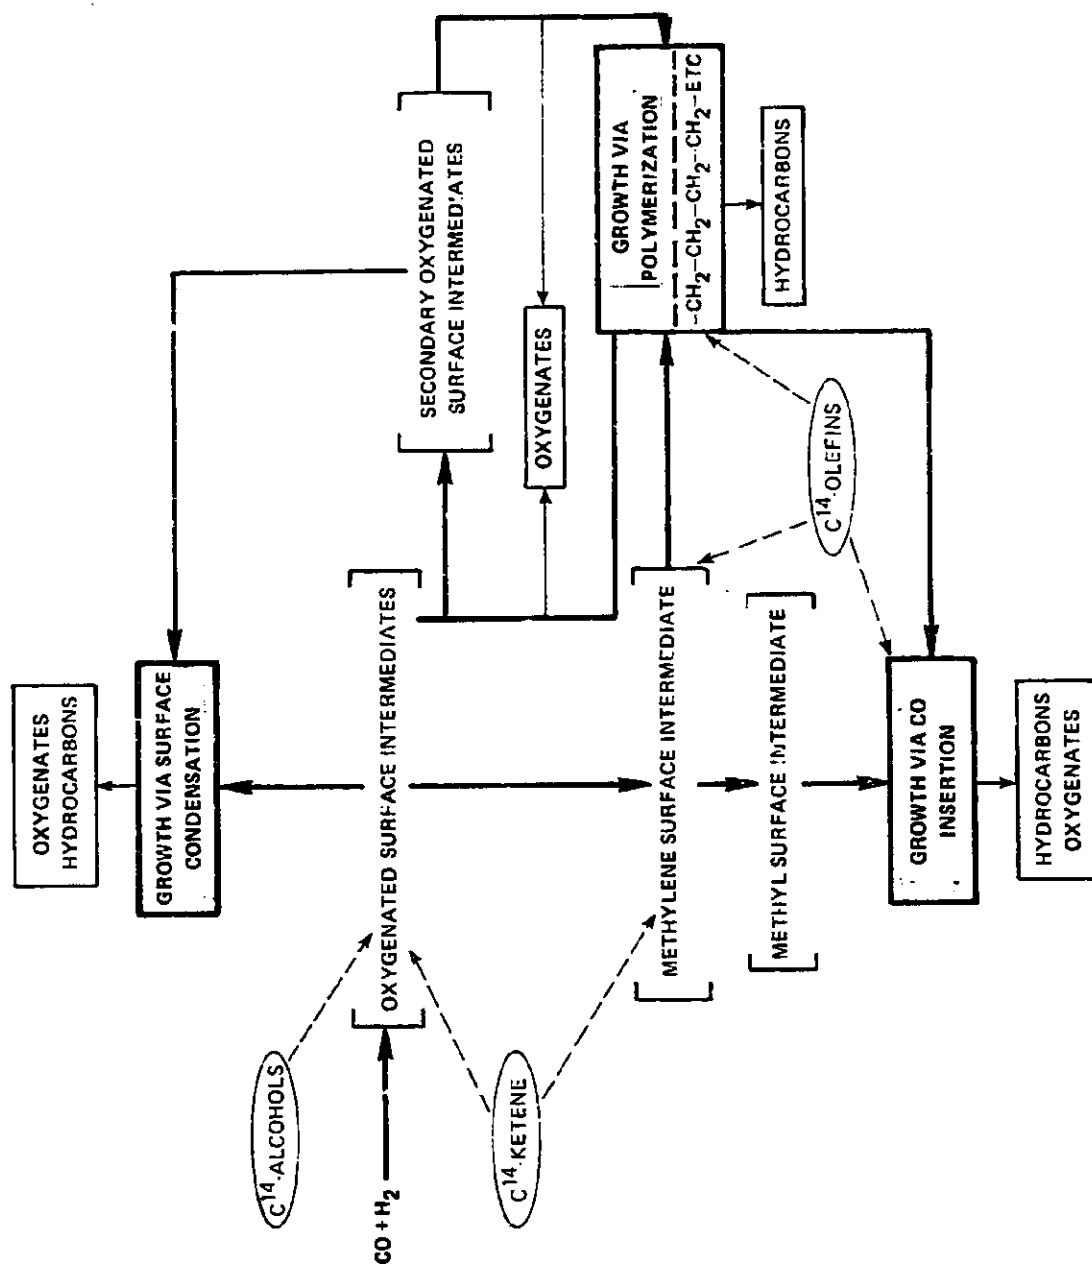 OXYGENATES
HYDROCARBONS
GROWTH VIA SURFACE
CONDENSATION
C¹⁴-ALCOHOLS
CO + H₂
OXYGENATED SURFACE INTERMEDIATES
SECONDARY OXYGENATED
SURFACE INTERMEDIATES
C¹⁴-KETENE
OXYGENATES
METHYLENE SURFACE INTERMEDIATE
GROWTH VIA
POLYMERIZATION
-CH₂-CH₂-CH₂-CH₂-ETC
METHYL SURFACE INTERMEDIATE
C¹⁴-OLEFINS
HYDROCARBONS
GROWTH VIA CO
INSERTION
HYDROCARBONS
OXYGENATES